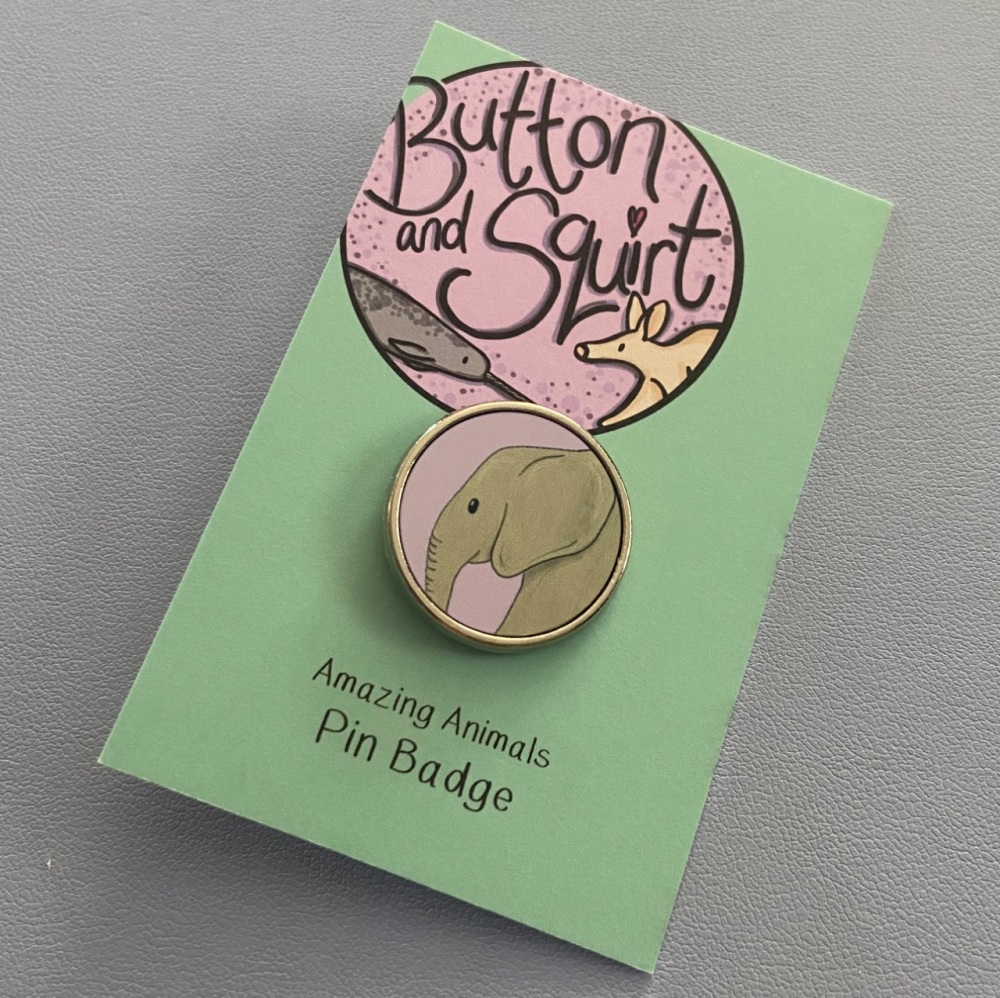 Button
and Squirt
Amazing Animals
Pin Badge